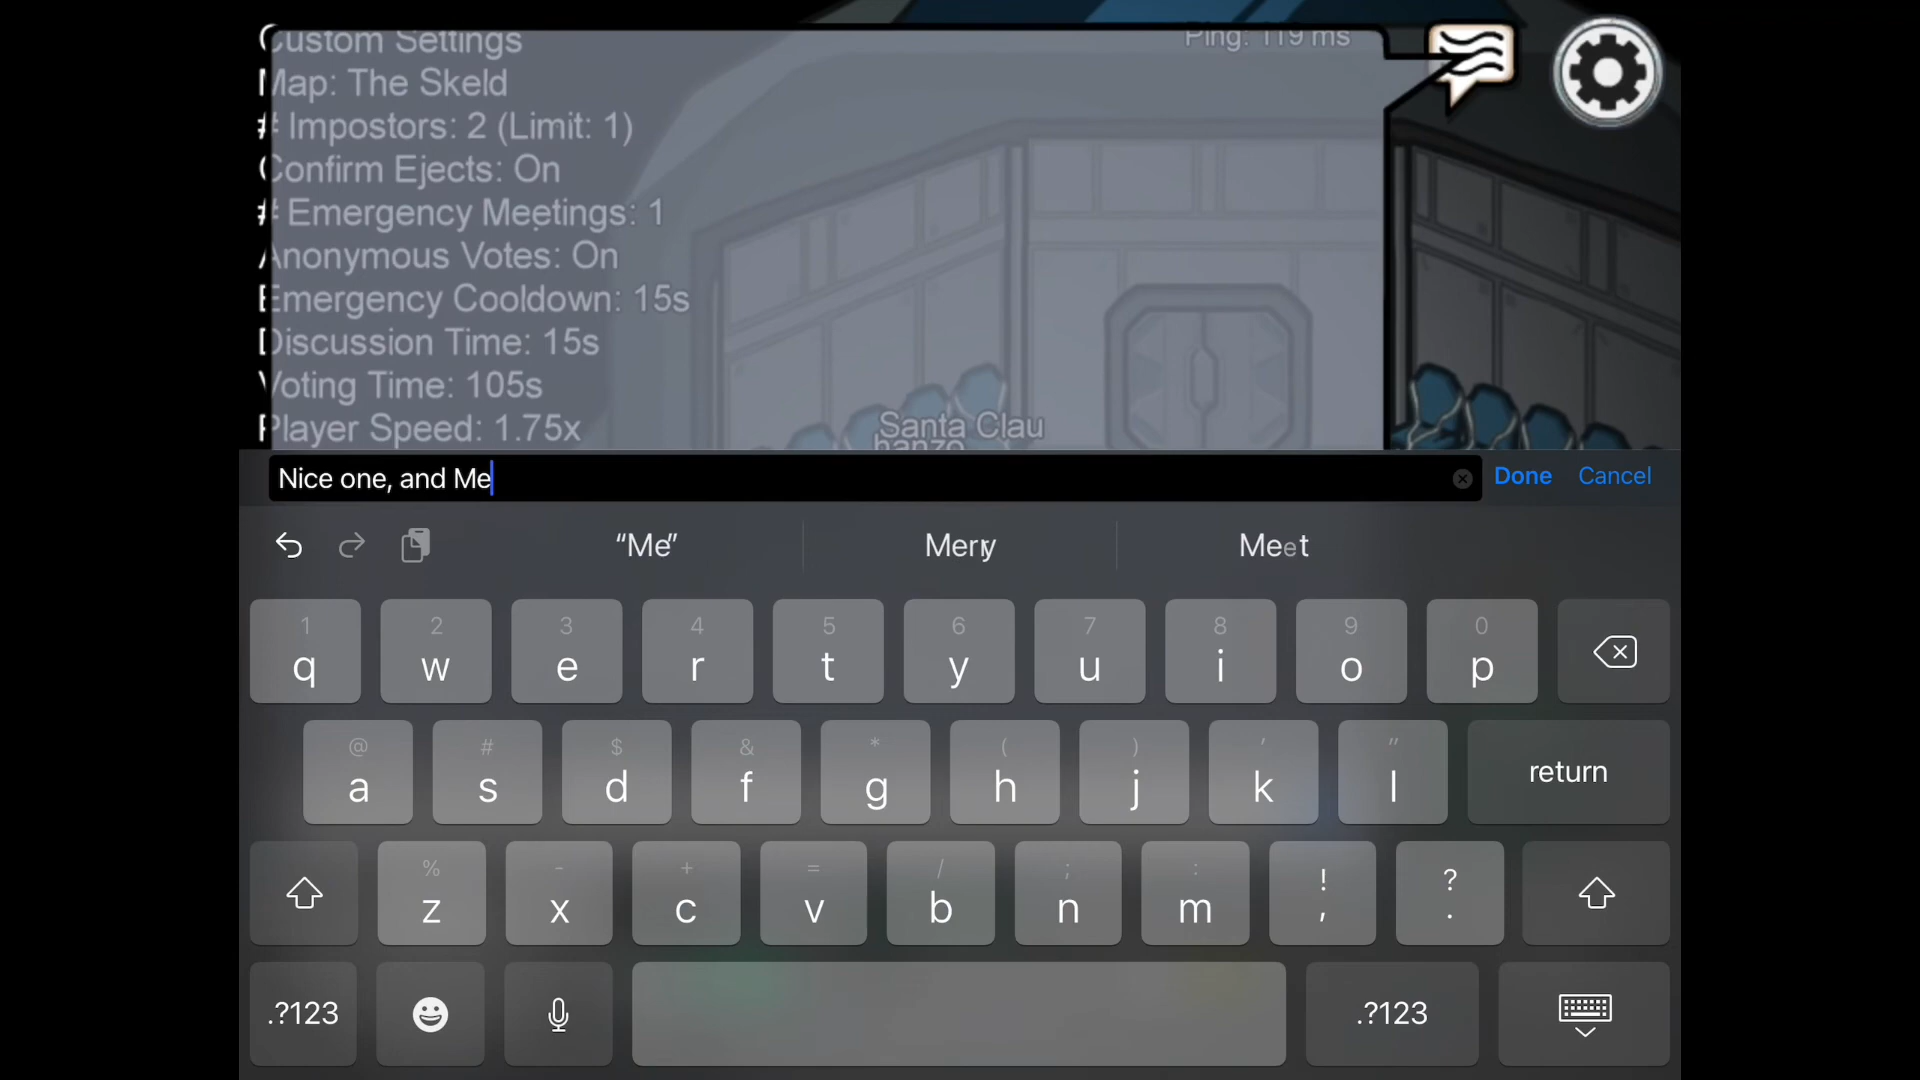 Custom Settings
Ping: 119 ms
Map: The Skeld
# Impostors: 2 (Limit: 1)
Confirm Ejects: On
# Emergency Meetings: 1
Anonymous Votes: On
Emergency Cooldown: 15s
Discussion Time: 15s
Voting Time: 105s
Player Speed: 1.75x
Santa Clau
hanzo
Nice one, and Me
Done Cancel
“Me” Merry Meet
1 2 3 4 5 6 7 8 9 0
q w e r t y u i o p
@ # $ & * ( ) ' "
a s d f g h j k l return
% - + = / ; : ! ?
z x c v b n m , .
.?123 .?123